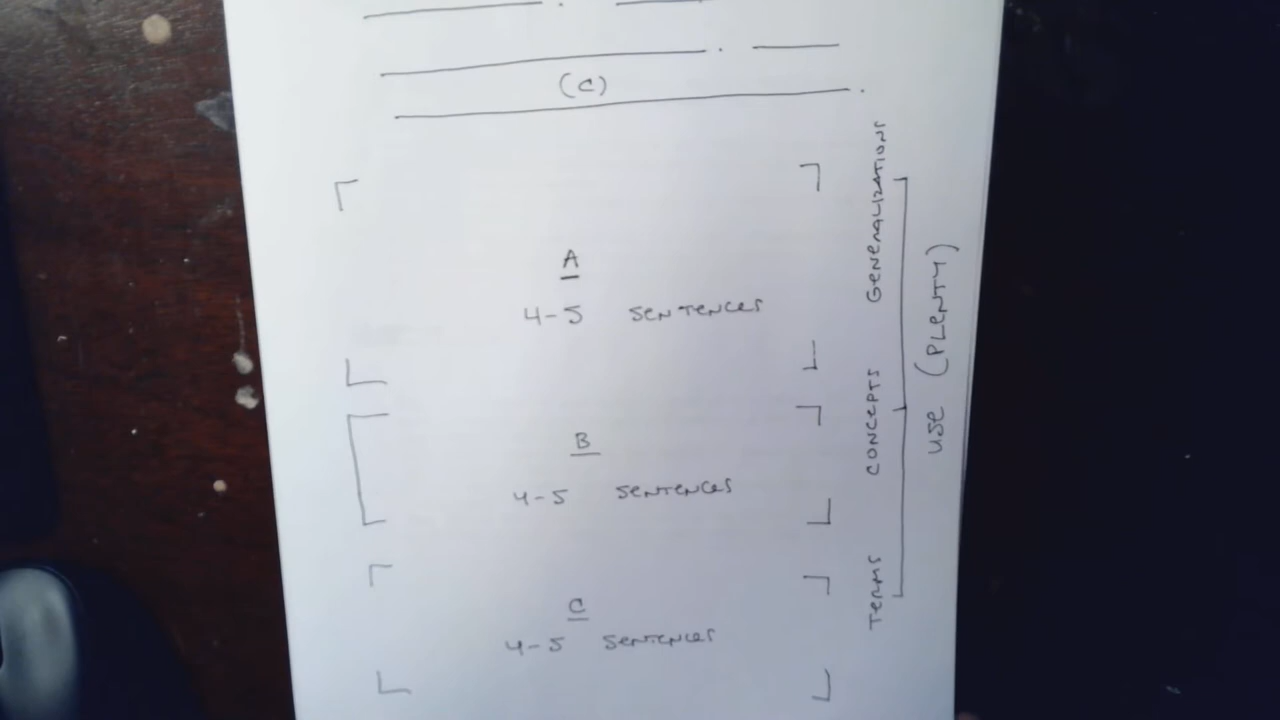 (C)
A
4-5 SENTENCES
B
4-5 SENTENCES
C
4-5 SENTENCES
TERMS CONCEPTS GENERALIZATIONS
USE (PLENTY)